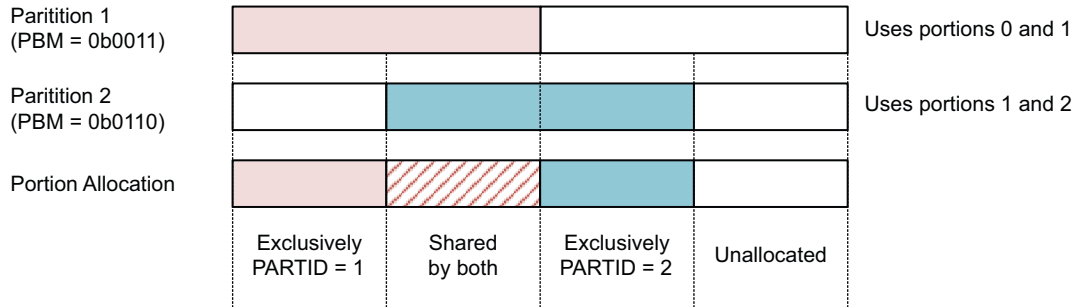 Paritition 1
(PBM = 0b0011)
Uses portions 0 and 1
Paritition 2
(PBM = 0b0110)
Uses portions 1 and 2
Portion Allocation
Exclusively
PARTID = 1
Shared
by both
Exclusively
PARTID = 2
Unallocated